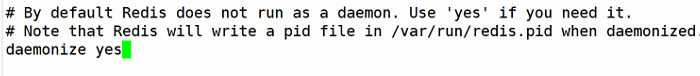 # By default Redis does not run as a daemon. Use 'yes' if you need it.
# Note that Redis will write a pid file in /var/run/redis.pid when daemonized.
daemonize yes